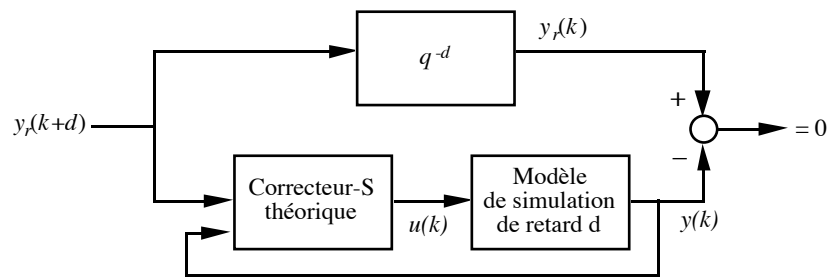 y_r(k)
q^-d
+
y_r(k+d)
= 0
−
Correcteur-S
théorique
u(k)
Modèle
de simulation
de retard d
y(k)